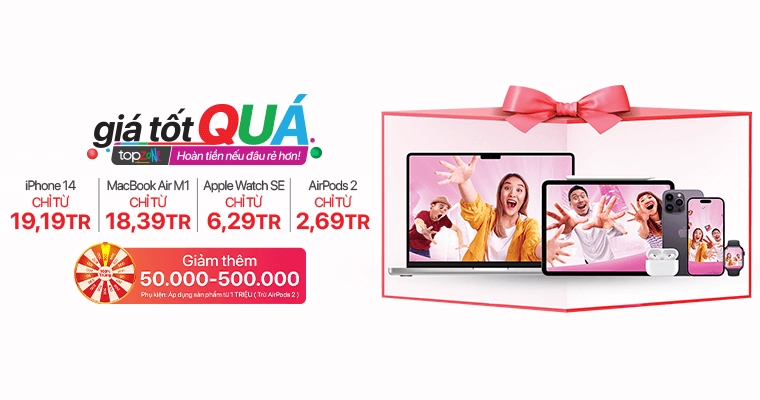 giá tốt QUÁ
topzone Hoàn tiền nếu đâu rẻ hơn!
iPhone 14
CHỈ TỪ
19,19TR
MacBook Air M1
CHỈ TỪ
18,39TR
Apple Watch SE
CHỈ TỪ
6,29TR
AirPods 2
CHỈ TỪ
2,69TR
100%
Trúng
Giảm thêm
50.000-500.000
Phụ kiện: Áp dụng sản phẩm từ 1 TRIỆU ( Trừ AirPods 2 )